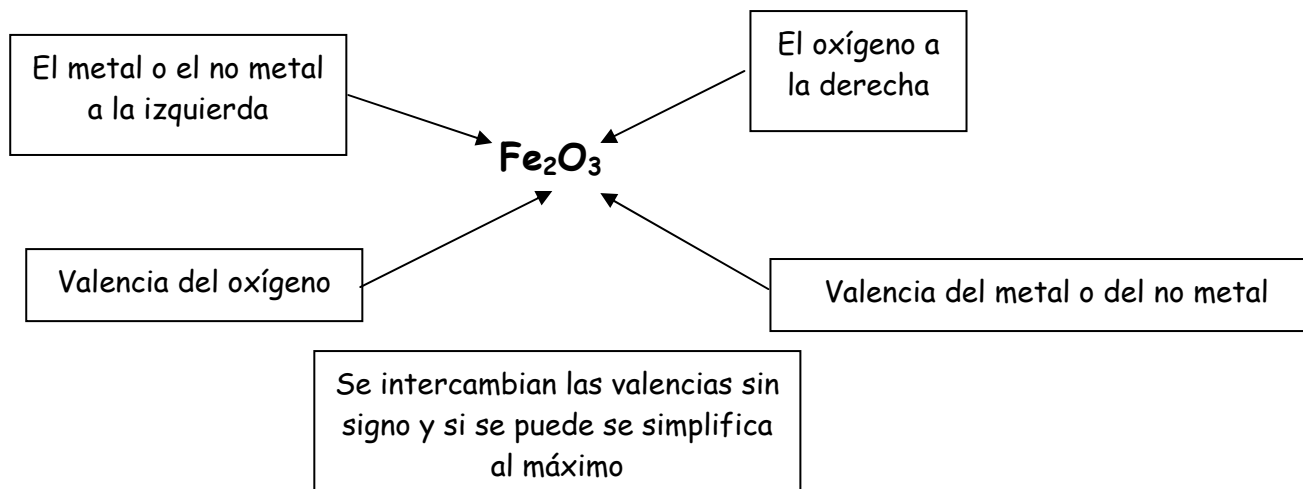 El metal o el no metal
a la izquierda
El oxígeno a
la derecha
Fe₂O₃
Valencia del oxígeno
Valencia del metal o del no metal
Se intercambian las valencias sin
signo y si se puede se simplifica
al máximo